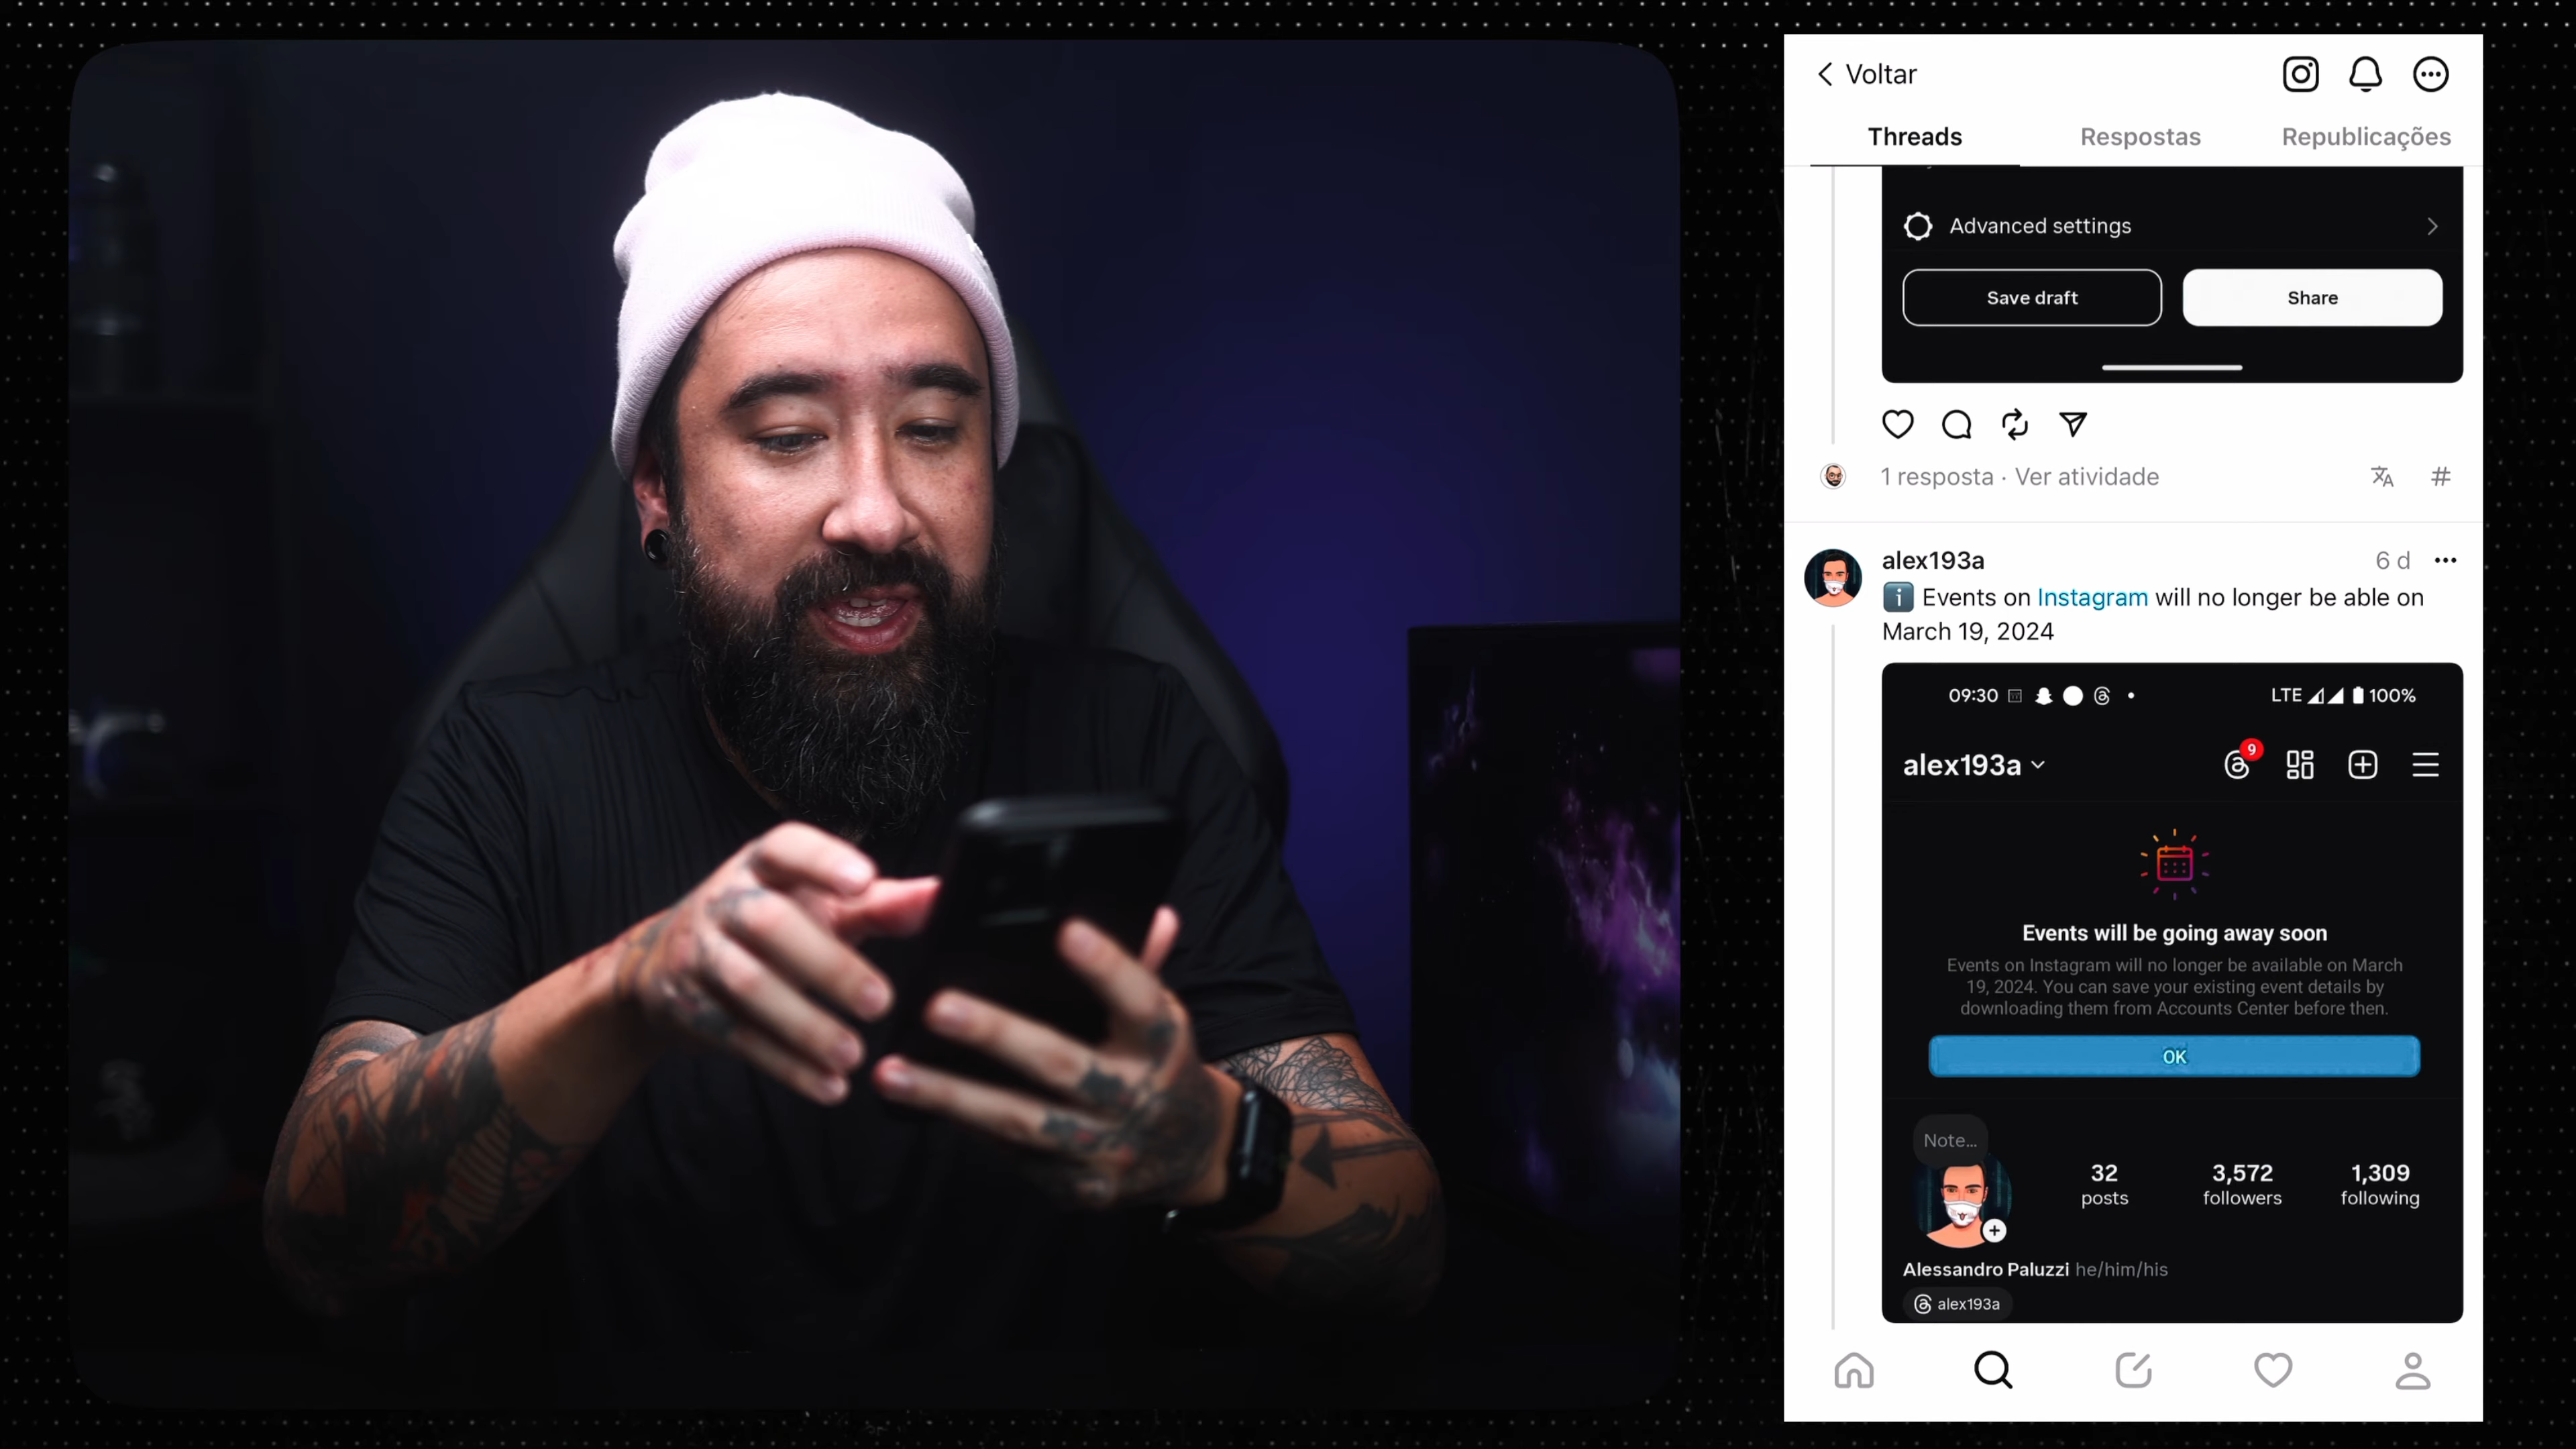 Voltar
Threads Respostas Republicações
Advanced settings
Save draft Share
1 resposta · Ver atividade
alex193a 6 d
ℹ️ Events on Instagram will no longer be able on
March 19, 2024
09:30 LTE 100%
alex193a 9
Events will be going away soon
Events on Instagram will no longer be available on March
19, 2024. You can save your existing event details by
downloading them from Accounts Center before then.
OK
Note...
32 3,572 1,309
posts followers following
Alessandro Paluzzi he/him/his
alex193a